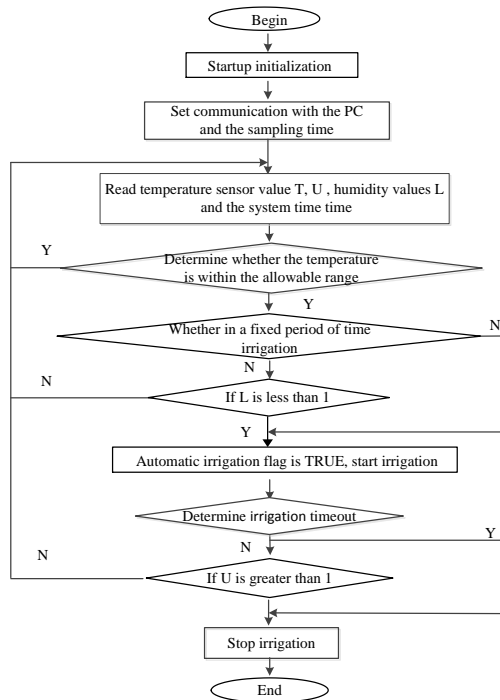 Begin
Startup initialization
Set communication with the PC
and the sampling time
Read temperature sensor value T, U , humidity values L
and the system time time
Y
Determine whether the temperature
is within the allowable range
Y
Whether in a fixed period of time
irrigation
N
N
N
If L is less than 1
Y
Automatic irrigation flag is TRUE, start irrigation
Determine irrigation timeout
Y
N
N
If U is greater than 1
Stop irrigation
End